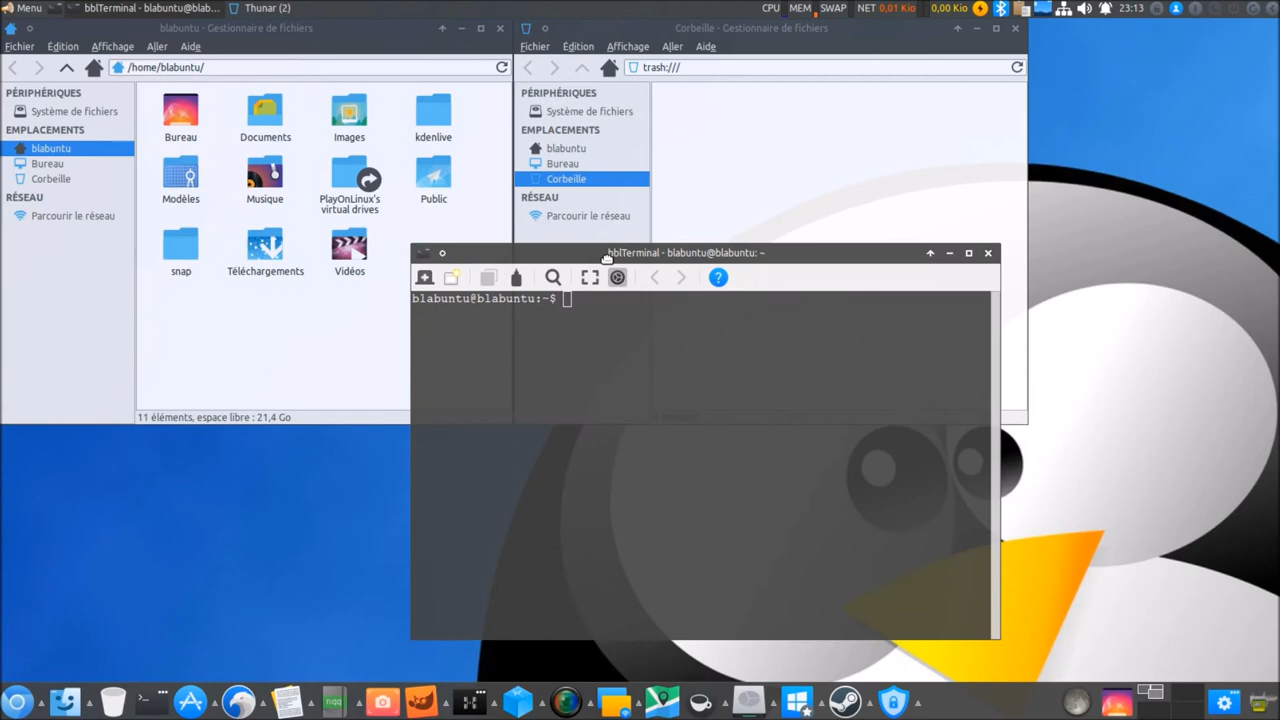 Menu
bblTerminal - blabuntu@blab...
Thunar (2)
CPU
MEM
SWAP
NET 0,01 Kio
0,00 Kio
23:13
blabuntu - Gestionnaire de fichiers
Fichier Édition Affichage Aller Aide
/home/blabuntu/
PÉRIPHÉRIQUES
Système de fichiers
EMPLACEMENTS
blabuntu
Bureau
Corbeille
RÉSEAU
Parcourir le réseau
Bureau
Documents
Images
kdenlive
Modèles
Musique
PlayOnLinux's
virtual drives
Public
snap
Téléchargements
Vidéos
11 éléments, espace libre : 21,4 Go
Corbeille - Gestionnaire de fichiers
Fichier Édition Affichage Aller Aide
trash:///
PÉRIPHÉRIQUES
Système de fichiers
EMPLACEMENTS
blabuntu
Bureau
Corbeille
RÉSEAU
Parcourir le réseau
bblTerminal - blabuntu@blabuntu: ~
blabuntu@blabuntu:~$
nqq